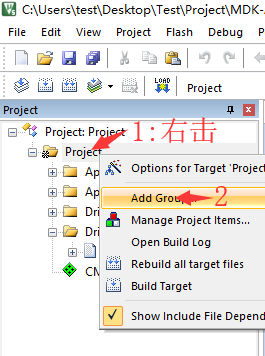 C:\Users\test\Desktop\Test\Project\MDK-
File Edit View Project Flash Debug
LOAD
Project
Project
Project: Project
1:右击
Project
Options for Target 'Project
Ap
Ap
Add Group...
2
Dri
Manage Project Items...
Dri
Open Build Log
CM
Rebuild all target files
Build Target
Show Include File Depend